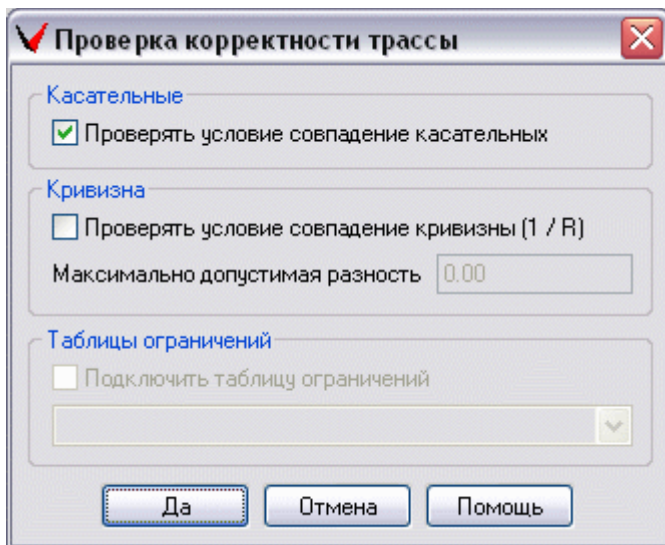 Проверка корректности трассы
Касательные
Проверять условие совпадение касательных
Кривизна
Проверять условие совпадение кривизны (1 / R)
Максимально допустимая разность 0.00
Таблицы ограничений
Подключить таблицу ограничений
Да Отмена Помощь